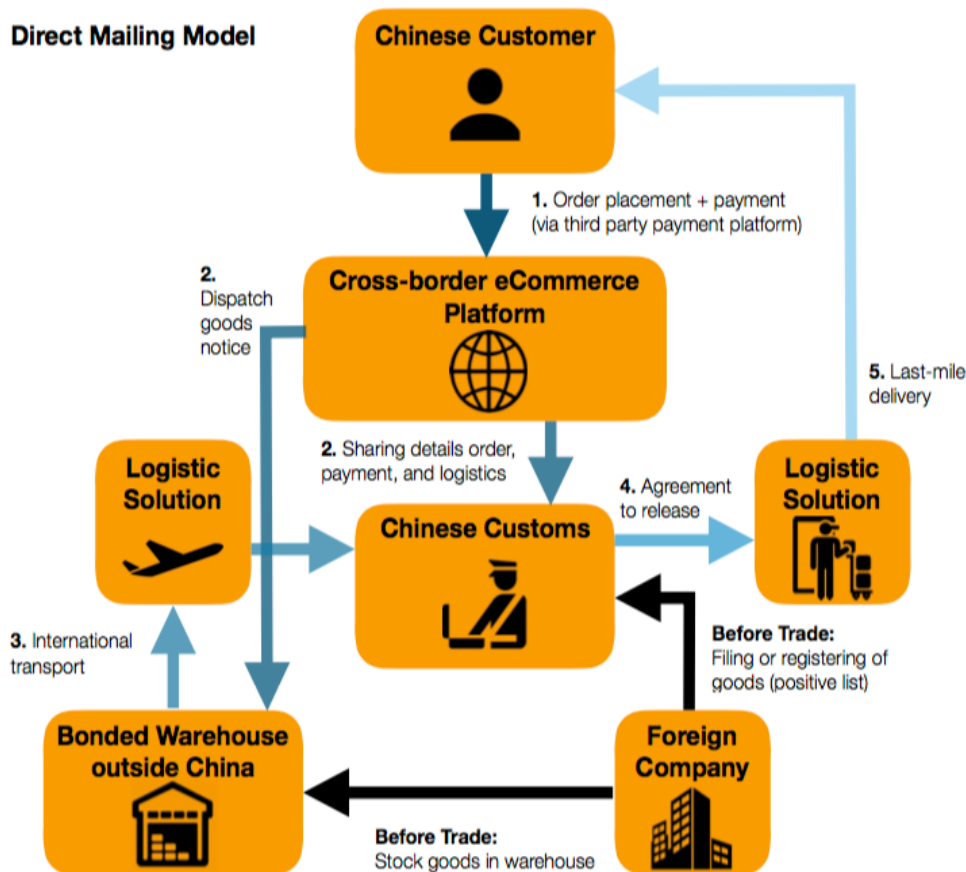 Direct Mailing Model
Chinese Customer
1. Order placement + payment
(via third party payment platform)
2.
Dispatch
goods
notice
Cross-border eCommerce
Platform
5. Last-mile
delivery
2. Sharing details order,
payment, and logistics
Logistic
Solution
4. Agreement
to release
Logistic
Solution
Chinese Customs
3. International
transport
Before Trade:
Filing or registering of
goods (positive list)
Bonded Warehouse
outside China
Foreign
Company
Before Trade:
Stock goods in warehouse